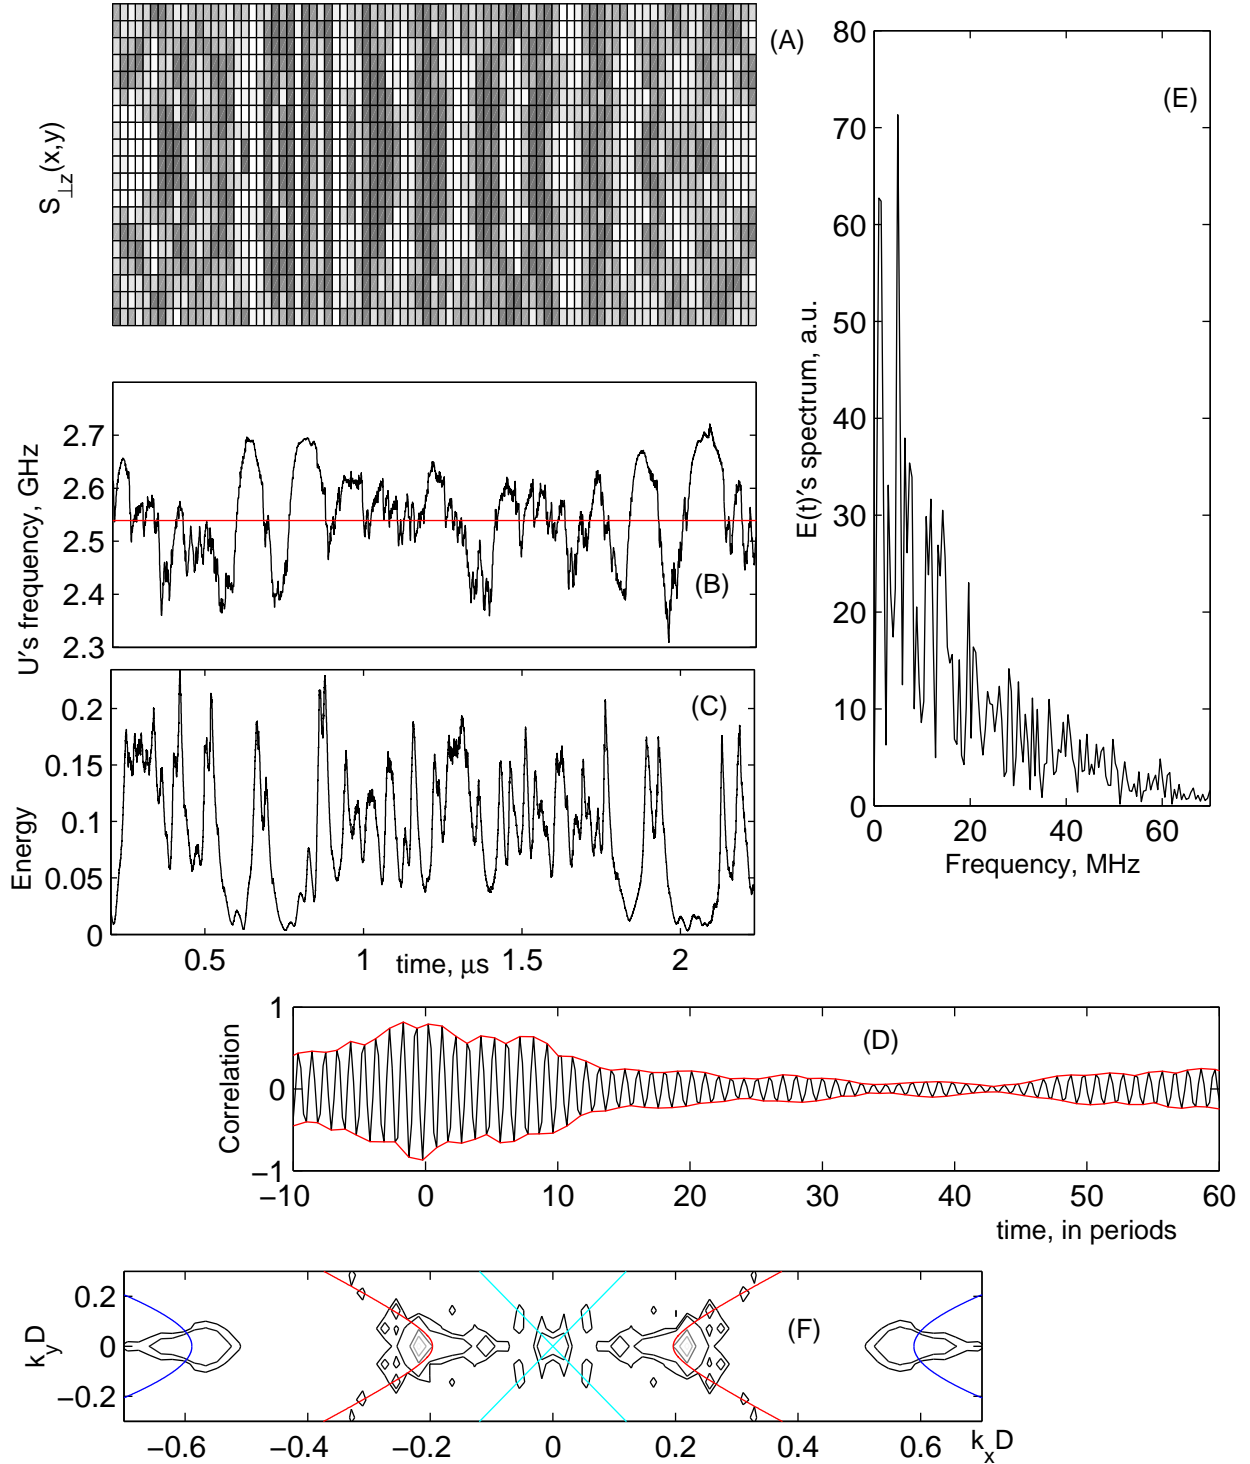 (A)
S⊥z(x,y)
80
70
60
50
40
30
20
10
0
E(t)′s spectrum, a.u.
(E)
0 20 40 60
Frequency, MHz
2.7
2.6
2.5
2.4
2.3
U′s frequency, GHz
(B)
0.2
0.15
0.1
0.05
0
Energy
(C)
0.5 1 1.5 2
time, μs
1
0
−1
Correlation
(D)
−10 0 10 20 30 40 50 60
time, in periods
0.2
0
−0.2
kyD
(F)
−0.6 −0.4 −0.2 0 0.2 0.4 0.6 kxD